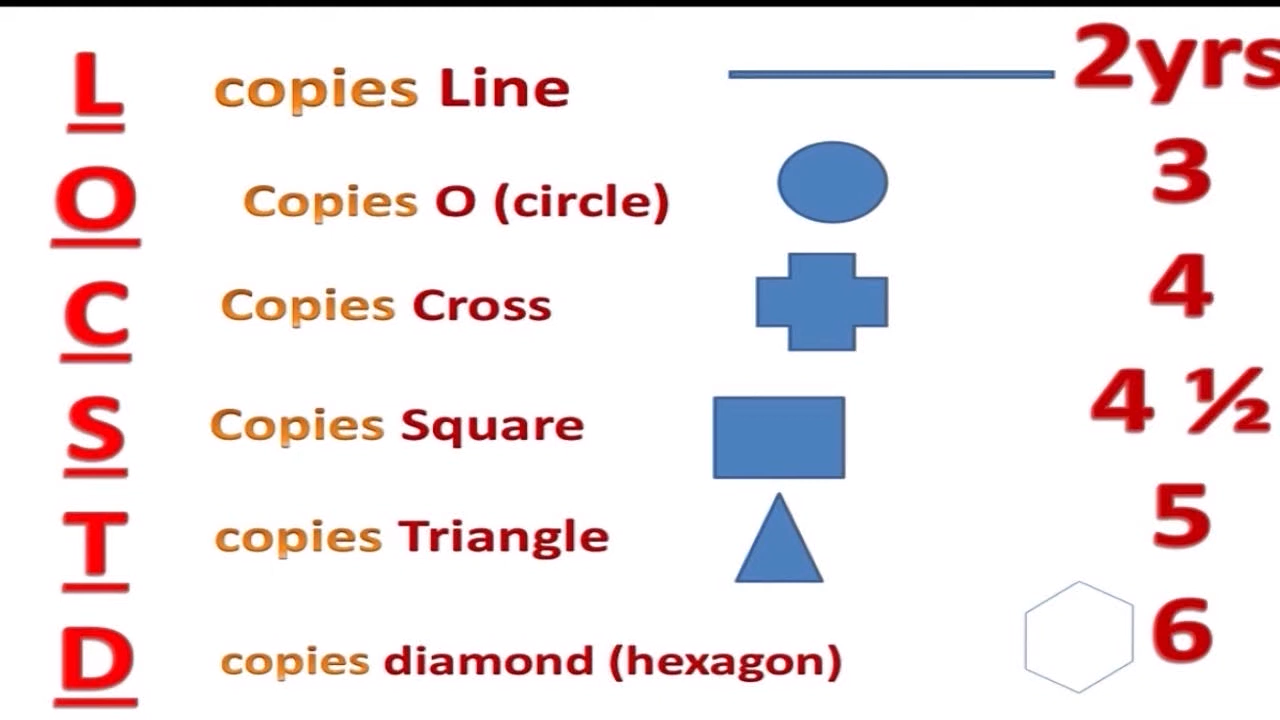 L copies Line 2yrs
O Copies O (circle) 3
C Copies Cross 4
S Copies Square 4 ½
T copies Triangle 5
D copies diamond (hexagon) 6